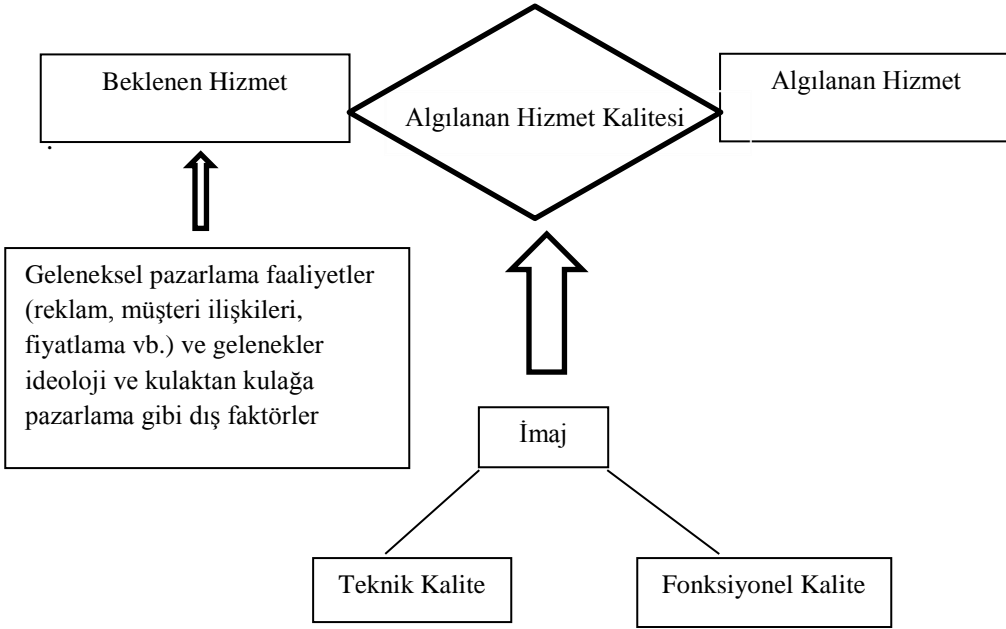 Beklenen Hizmet
Algılanan Hizmet Kalitesi
Algılanan Hizmet
.
Geleneksel pazarlama faaliyetler
(reklam, müşteri ilişkileri,
fiyatlama vb.) ve gelenekler
ideoloji ve kulaktan kulağa
pazarlama gibi dış faktörler
İmaj
Teknik Kalite
Fonksiyonel Kalite